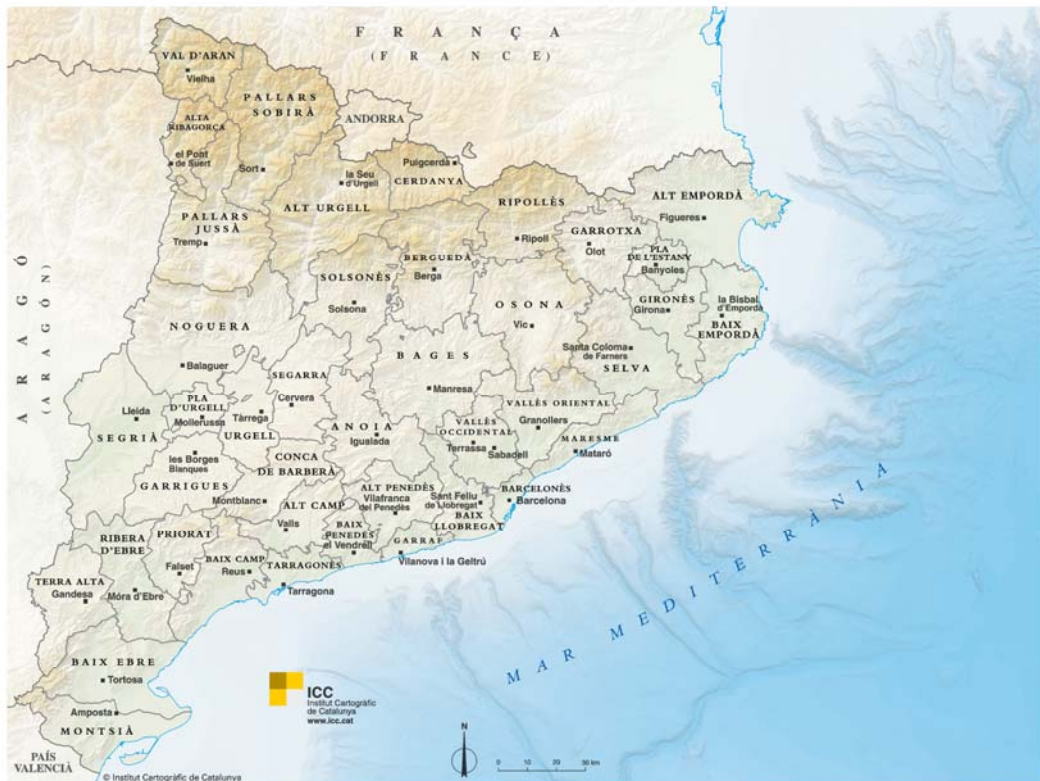 F R A N Ç A
( F R A N C E )
VAL D'ARAN
Vielha
PALLARS
SOBIRÀ
ALTA
RIBAGORÇA
ANDORRA
el Pont
de Suert
Sort
la Seu
d'Urgell
Puigcerdà
CERDANYA
ALT URGELL
RIPOLLÈS
Ripoll
ALT EMPORDÀ
Figueres
PALLARS
JUSSÀ
Tremp
GARROTXA
Olot
PLA
DE L'ESTANY
Banyoles
BERGUEDÀ
Berga
SOLSONÈS
Solsona
OSONA
Vic
GIRONÈS
Girona
la Bisbal
d'Empordà
BAIX
EMPORDÀ
A R A G Ó
( A R A G Ó N )
NOGUERA
Balaguer
BAGES
Manresa
Santa Coloma
de Farners
SELVA
SEGARRA
Cervera
PLA
D'URGELL
Mollerussa
Tàrrega
URGELL
Lleida
SEGRIÀ
ANOIA
Igualada
VALLÈS ORIENTAL
Granollers
VALLÈS
OCCIDENTAL
Terrassa
Sabadell
MARESME
Mataró
les Borges
Blanques
GARRIGUES
CONCA
DE BARBERÀ
Montblanc
ALT CAMP
Valls
ALT PENEDÈS
Vilafranca
del Penedès
Sant Feliu
de Llobregat
BAIX
LLOBREGAT
BARCELONÈS
Barcelona
BAIX
PENEDÈS
el Vendrell
GARRAF
Vilanova i la Geltrú
RIBERA
D'EBRE
Móra d'Ebre
PRIORAT
Falset
BAIX CAMP
Reus
TARRAGONÈS
Tarragona
TERRA ALTA
Gandesa
BAIX EBRE
Tortosa
Amposta
MONTSIÀ
PAÍS
VALENCIÀ
MAR MEDITERRÀNIA
ICC
Institut Cartogràfic
de Catalunya
www.icc.cat
N
0 10 20 30 km
© Institut Cartogràfic de Catalunya